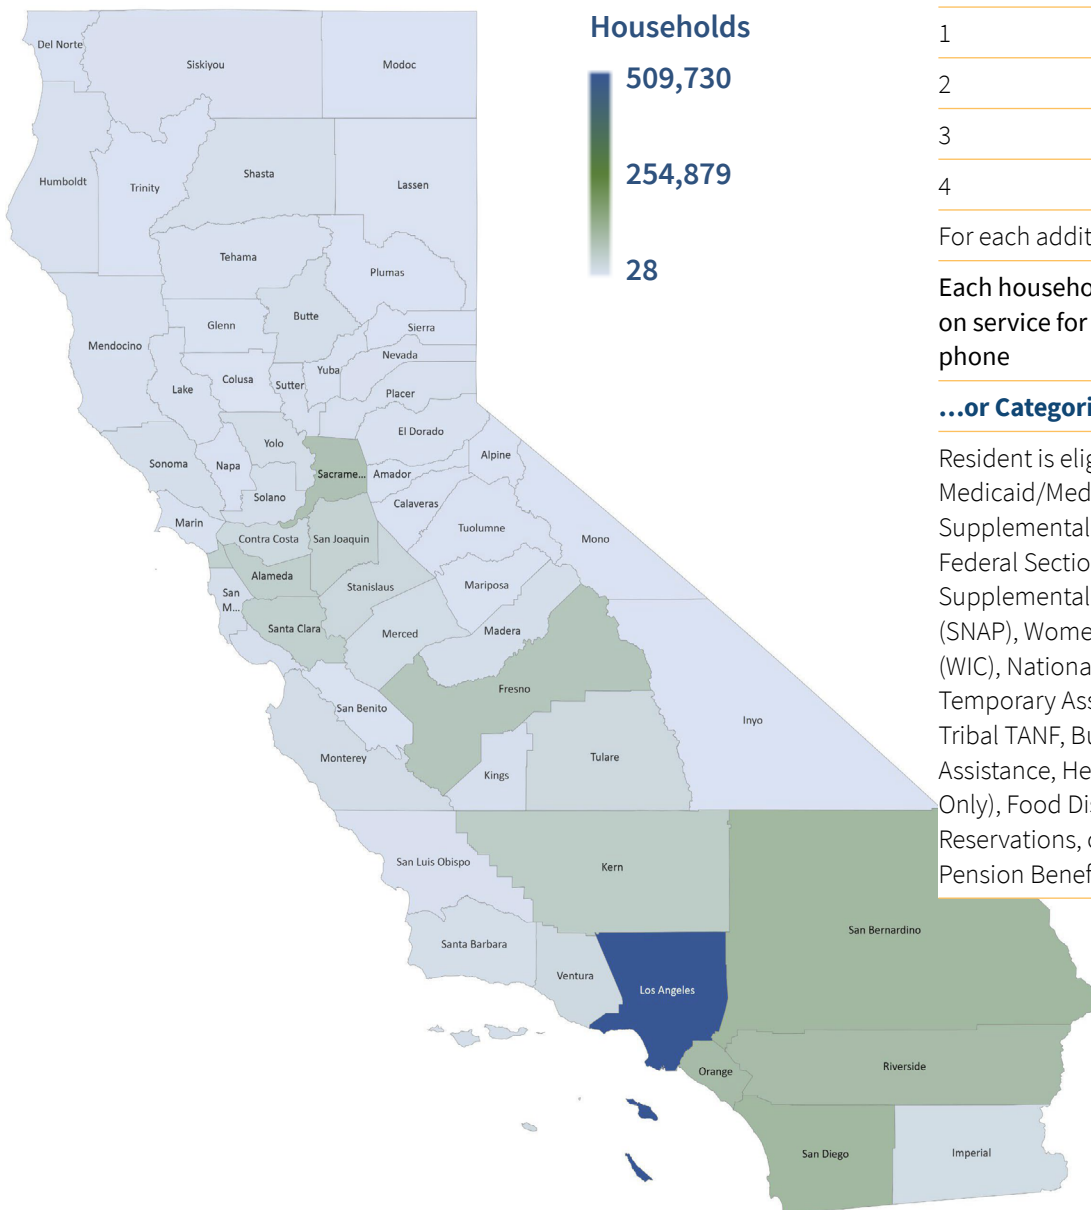 Households
509,730
254,879
28
Del Norte
Siskiyou
Modoc
Humboldt
Trinity
Shasta
Lassen
Tehama
Plumas
Butte
Glenn
Sierra
Mendocino
Nevada
Lake
Colusa
Sutter
Yuba
Placer
El Dorado
Yolo
Sonoma
Napa
Sacrame...
Amador
Alpine
Solano
Calaveras
Marin
Contra Costa
San Joaquin
Tuolumne
Mono
Alameda
Stanislaus
Mariposa
San
M...
Santa Clara
Merced
Madera
Fresno
San Benito
Inyo
Monterey
Kings
Tulare
San Luis Obispo
Kern
San Bernardino
Santa Barbara
Ventura
Los Angeles
Orange
Riverside
San Diego
Imperial
1
2
3
4
For each addit
Each househo
on service for
phone
...or Categori
Resident is elig
Medicaid/Med
Supplemental
Federal Sectio
Supplemental
(SNAP), Wome
(WIC), Nationa
Temporary Ass
Tribal TANF, Bu
Assistance, He
Only), Food Dis
Reservations, o
Pension Benef